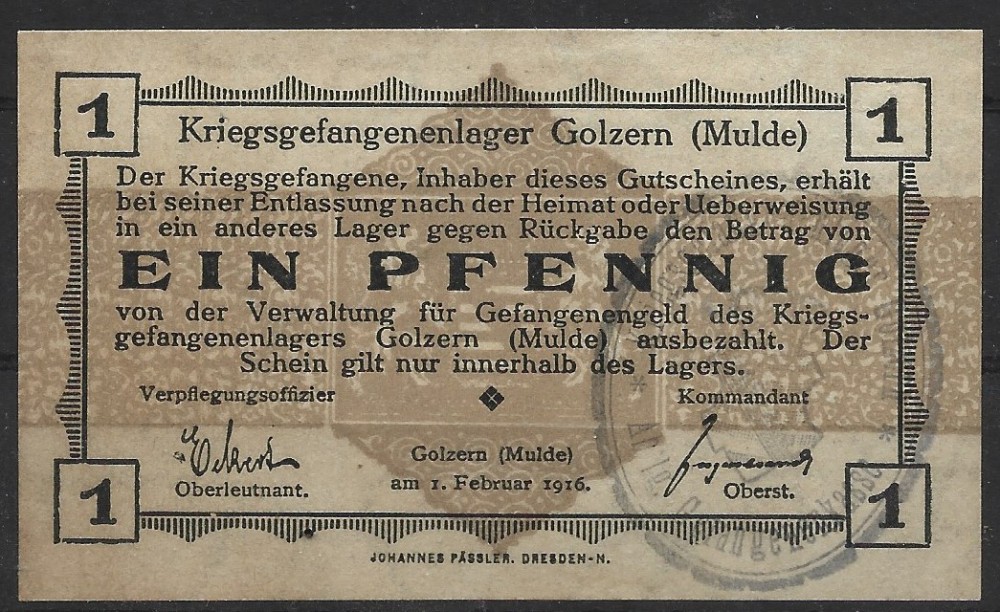 1 1
Kriegsgefangenenlager Golzern (Mulde)
Der Kriegsgefangene, Inhaber dieses Gutscheines, erhält
bei seiner Entlassung nach der Heimat oder Ueberweisung
in ein anderes Lager gegen Rückgabe den Betrag von
EIN PFENNIG
von der Verwaltung für Gefangenengeld des Kriegs-
gefangenenlagers Golzern (Mulde) ausbezahlt. Der
Schein gilt nur innerhalb des Lagers.
Verpflegungsoffizier Kommandant
Eckert
Oberleutnant. Golzern (Mulde) Oberst.
am 1. Februar 1916.
1 1
JOHANNES PÄSSLER. DRESDEN-N.